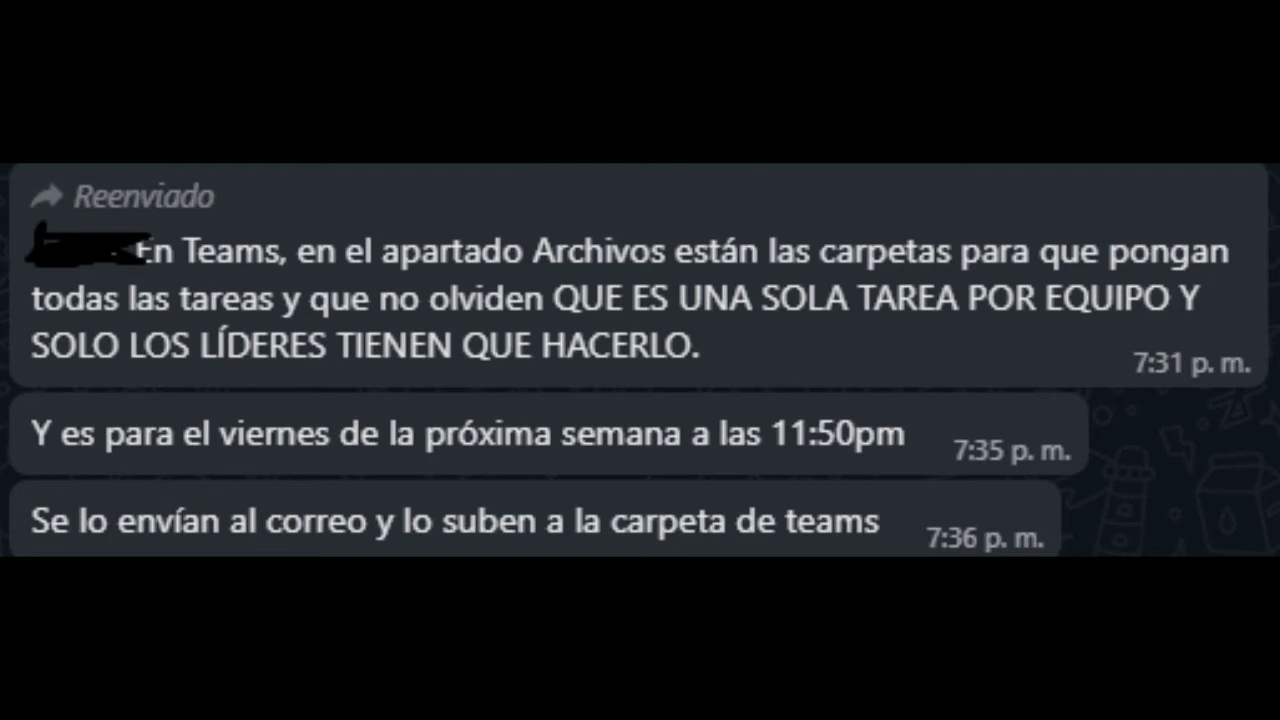 Reenviado
En Teams, en el apartado Archivos están las carpetas para que pongan
todas las tareas y que no olviden QUE ES UNA SOLA TAREA POR EQUIPO Y
SOLO LOS LÍDERES TIENEN QUE HACERLO.
7:31 p. m.
Y es para el viernes de la próxima semana a las 11:50pm
7:35 p. m.
Se lo envían al correo y lo suben a la carpeta de teams
7:36 p. m.